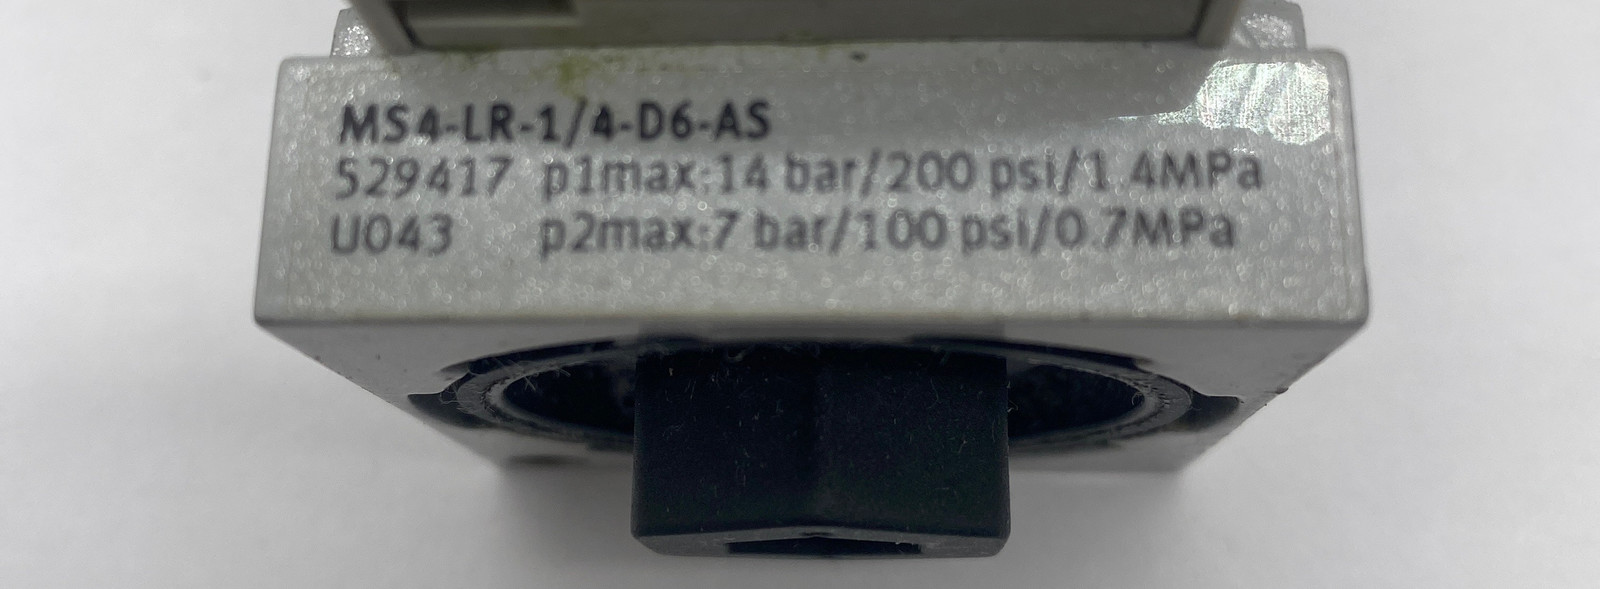 MS4-LR-1/4-D6-AS
529417 p1max:14 bar/200 psi/1.4MPa
U043 p2max:7 bar/100 psi/0.7MPa